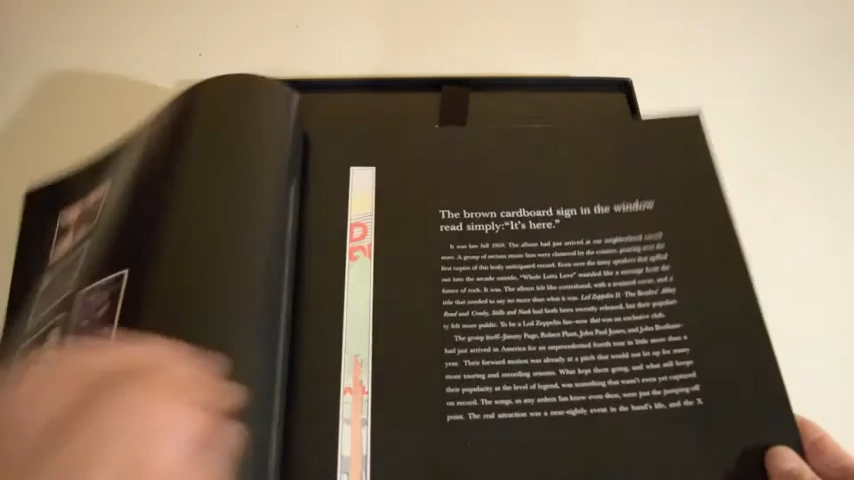 The brown cardboard sign in the window
read simply: "It's here."
It was late fall 1969. The album had just arrived at our neighborhood record
store. A group of serious music fans were clustered by the counter, pouring over the
first copies of this hotly anticipated record. Even over the tinny speakers that spilled
out into the arcade outside, "Whole Lotta Love" sounded like a message from the
future of rock. It was. The album felt like contraband, with a textured cover, and a
title that needed to say no more than what it was. Led Zeppelin II. The Beatles' Abbey
Road and Crosby, Stills and Nash had both been recently released, but their populari-
ty felt more public. To be a Led Zeppelin fan—now that was an exclusive club.
The group itself—Jimmy Page, Robert Plant, John Paul Jones, and John Bonham—
had just arrived in America for an unprecedented fourth tour in little more than a
year. Their forward motion was already at a pitch that would not let up for many
more touring and recording seasons. What kept them going, and what still keeps
their popularity at the level of legend, was something that wasn't even yet captured
on record. The songs, as any ardent fan knew even then, were just the jumping-off
point. The real attraction was a near-nightly event in the band's life, and the X